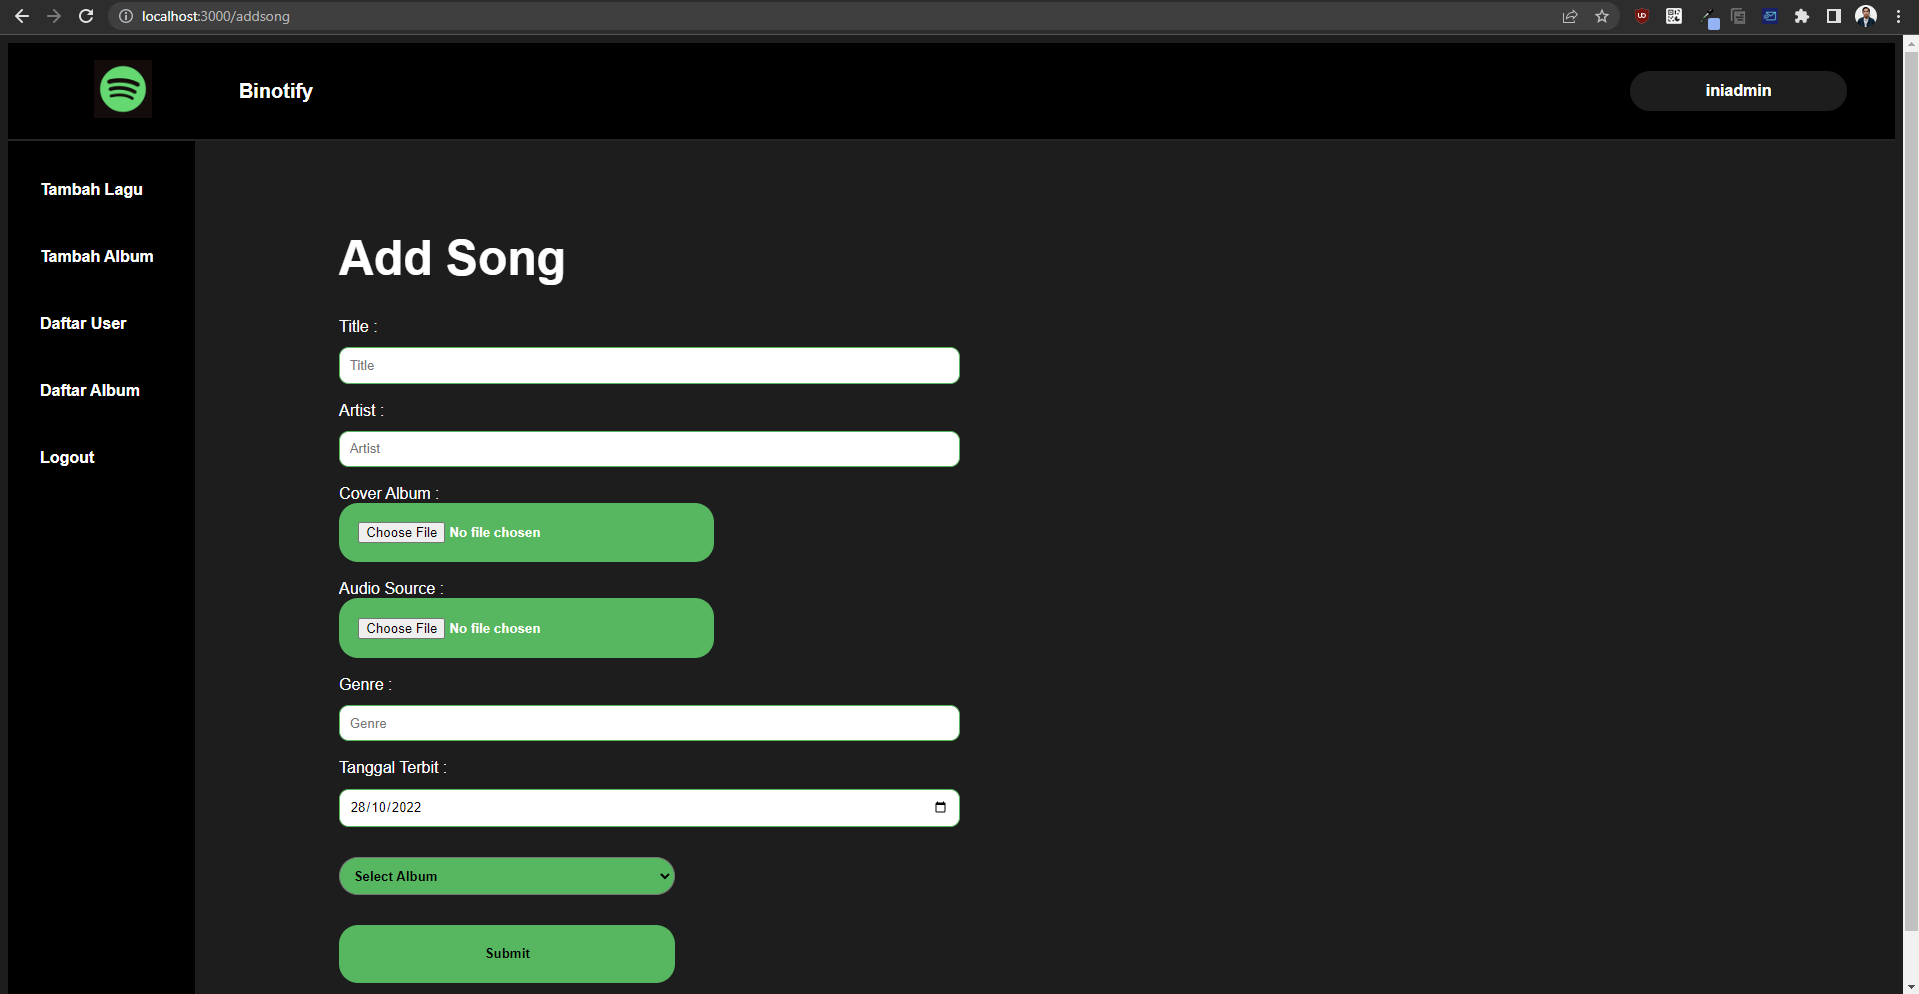 localhost:3000/addsong
Binotify
iniadmin
Tambah Lagu
Tambah Album
Daftar User
Daftar Album
Logout
Add Song
Title :
Title
Artist :
Artist
Cover Album :
Choose File No file chosen
Audio Source :
Choose File No file chosen
Genre :
Genre
Tanggal Terbit :
28/10/2022
Select Album
Submit